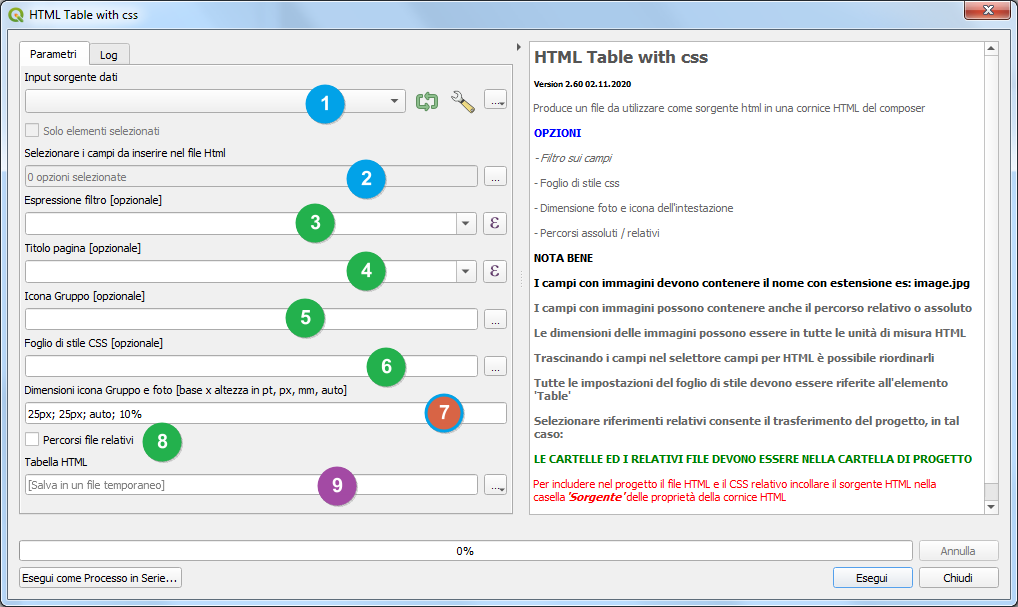 HTML Table with css
Parametri
Log
Input sorgente dati
1
...
Solo elementi selezionati
Selezionare i campi da inserire nel file Html
0 opzioni selezionate
2
...
Espressione filtro [opzionale]
3
ε
Titolo pagina [opzionale]
4
ε
Icona Gruppo [opzionale]
5
...
Foglio di stile CSS [opzionale]
6
...
Dimensioni icona Gruppo e foto [base x altezza in pt, px, mm, auto]
25px; 25px; auto; 10%
7
Percorsi file relativi
8
Tabella HTML
[Salva in un file temporaneo]
9
...
HTML Table with css
Version 2.60 02.11.2020
Produce un file da utilizzare come sorgente html in una cornice HTML del composer
OPZIONI
- Filtro sui campi
- Foglio di stile css
- Dimensione foto e icona dell'intestazione
- Percorsi assoluti / relativi
NOTA BENE
I campi con immagini devono contenere il nome con estensione es: image.jpg
I campi con immagini possono contenere anche il percorso relativo o assoluto
Le dimensioni delle immagini possono essere in tutte le unità di misura HTML
Trascinando i campi nel selettore campi per HTML è possibile riordinarli
Tutte le impostazioni del foglio di stile devono essere riferite all'elemento
'Table'
Selezionare riferimenti relativi consente il trasferimento del progetto, in tal
caso:
LE CARTELLE ED I RELATIVI FILE DEVONO ESSERE NELLA CARTELLA DI PROGETTO
Per includere nel progetto il file HTML e il CSS relativo incollare il sorgente HTML nella
casella 'Sorgente' delle proprietà della cornice HTML
0%
Annulla
Esegui come Processo in Serie...
Esegui
Chiudi